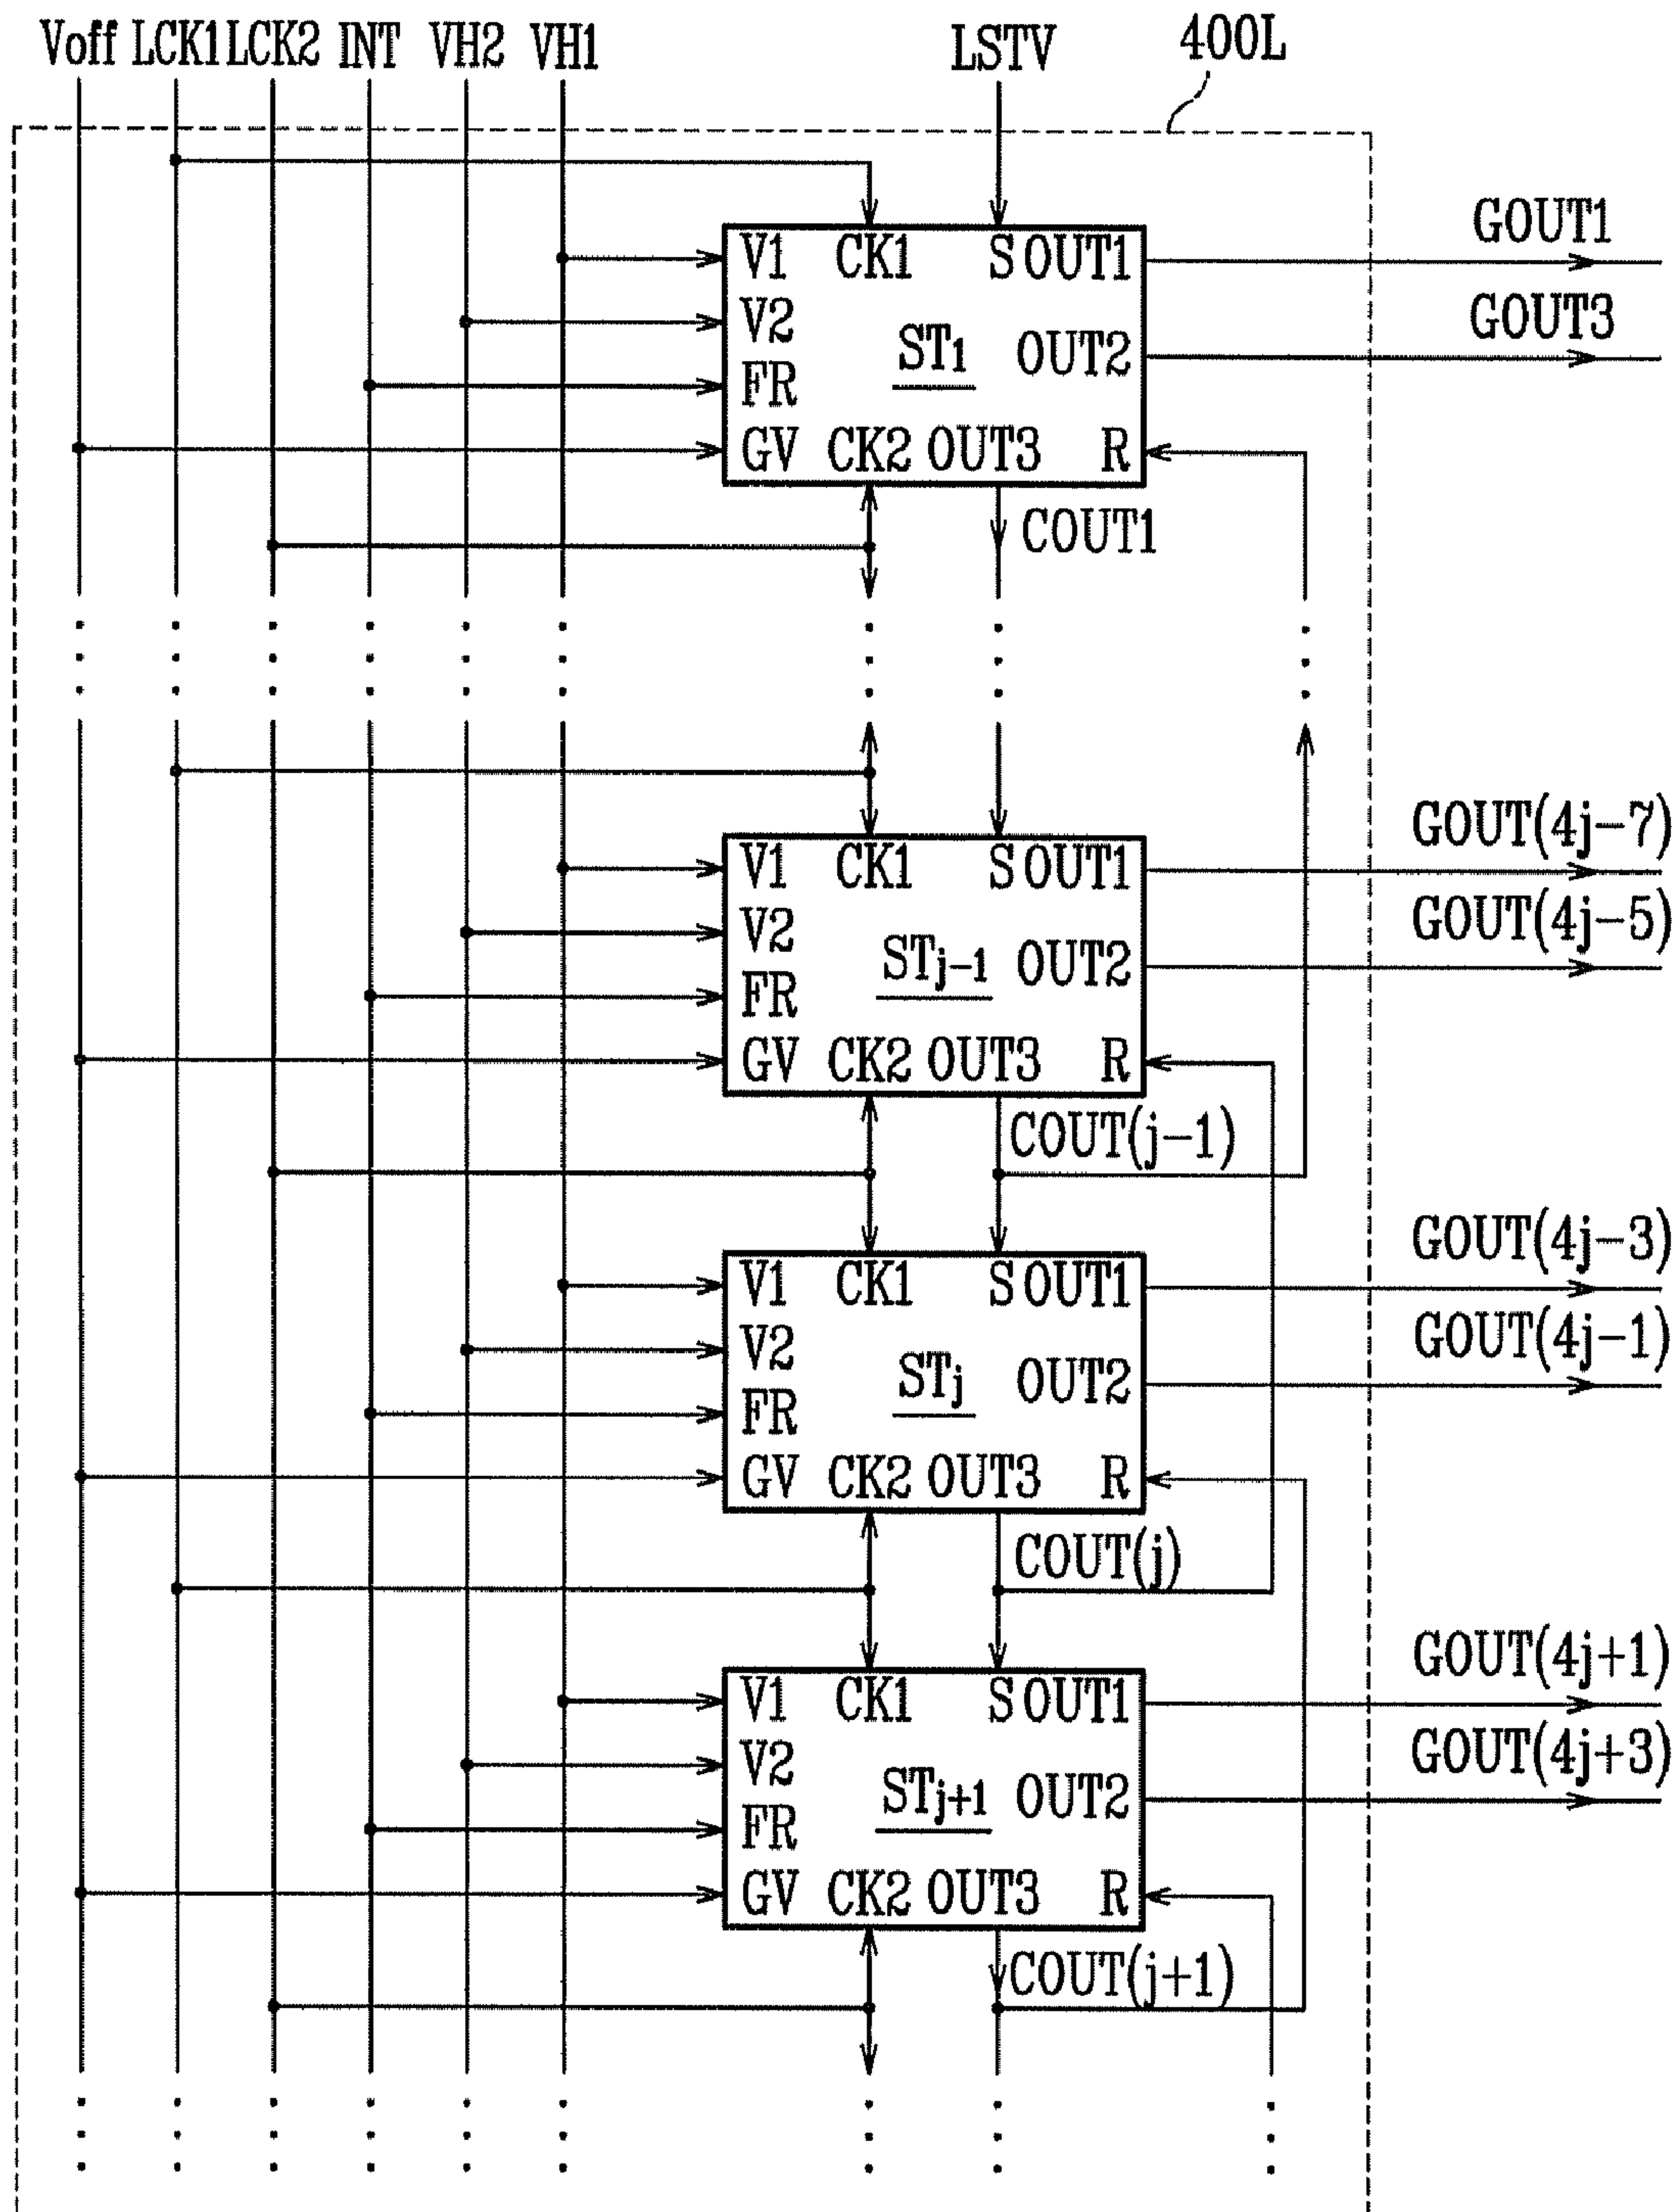 Voff LCK1 LCK2 INT VH2 VH1 LSTV 400L
V1 CK1 S OUT1 GOUT1
V2 ST1 OUT2 GOUT3
FR
GV CK2 OUT3 R
COUT1
V1 CK1 S OUT1 GOUT(4j-7)
V2 STj-1 OUT2 GOUT(4j-5)
FR
GV CK2 OUT3 R
COUT(j-1)
V1 CK1 S OUT1 GOUT(4j-3)
V2 STj OUT2 GOUT(4j-1)
FR
GV CK2 OUT3 R
COUT(j)
V1 CK1 S OUT1 GOUT(4j+1)
V2 STj+1 OUT2 GOUT(4j+3)
FR
GV CK2 OUT3 R
COUT(j+1)